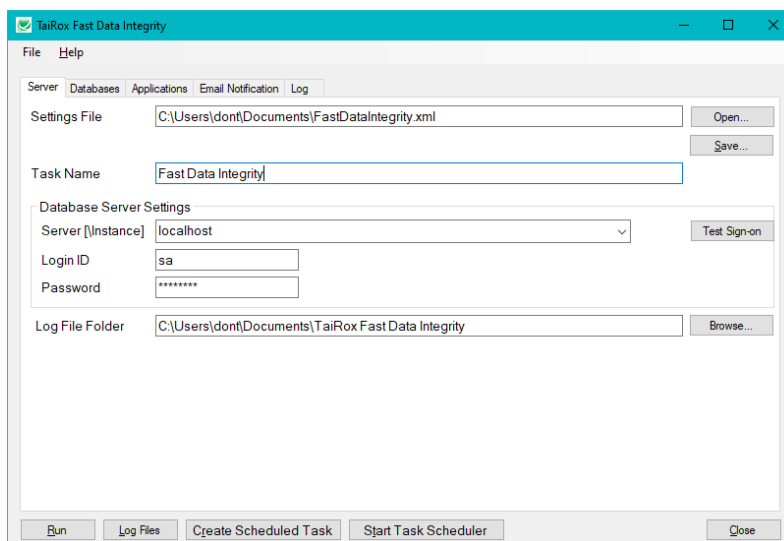 TaiRox Fast Data Integrity
File Help
Server Databases Applications Email Notification Log
Settings File C:\Users\dont\Documents\FastDataIntegrity.xml Open...
Save...
Task Name Fast Data Integrity
Database Server Settings
Server [\Instance] localhost Test Sign-on
Login ID sa
Password ********
Log File Folder C:\Users\dont\Documents\TaiRox Fast Data Integrity Browse...
Run Log Files Create Scheduled Task Start Task Scheduler Close